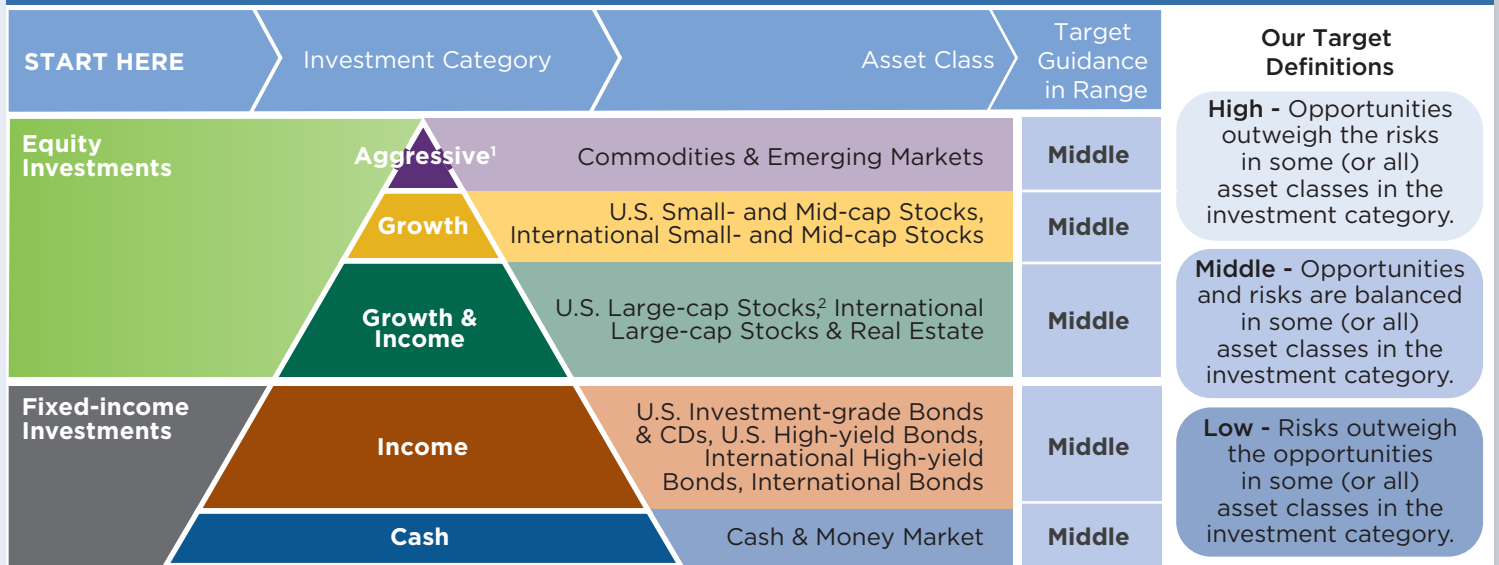 START HERE
Investment Category
Asset Class
Target
Guidance
in Range
Our Target
Definitions
Equity
Investments
Aggressive¹
Commodities & Emerging Markets
Middle
Growth
U.S. Small- and Mid-cap Stocks,
International Small- and Mid-cap Stocks
Middle
Growth &
Income
U.S. Large-cap Stocks,² International
Large-cap Stocks & Real Estate
Middle
Fixed-income
Investments
Income
U.S. Investment-grade Bonds
& CDs, U.S. High-yield Bonds,
International High-yield
Bonds, International Bonds
Middle
Cash
Cash & Money Market
Middle
High - Opportunities
outweigh the risks
in some (or all)
asset classes in the
investment category.
Middle - Opportunities
and risks are balanced
in some (or all)
asset classes in the
investment category.
Low - Risks outweigh
the opportunities
in some (or all)
asset classes in the
investment category.